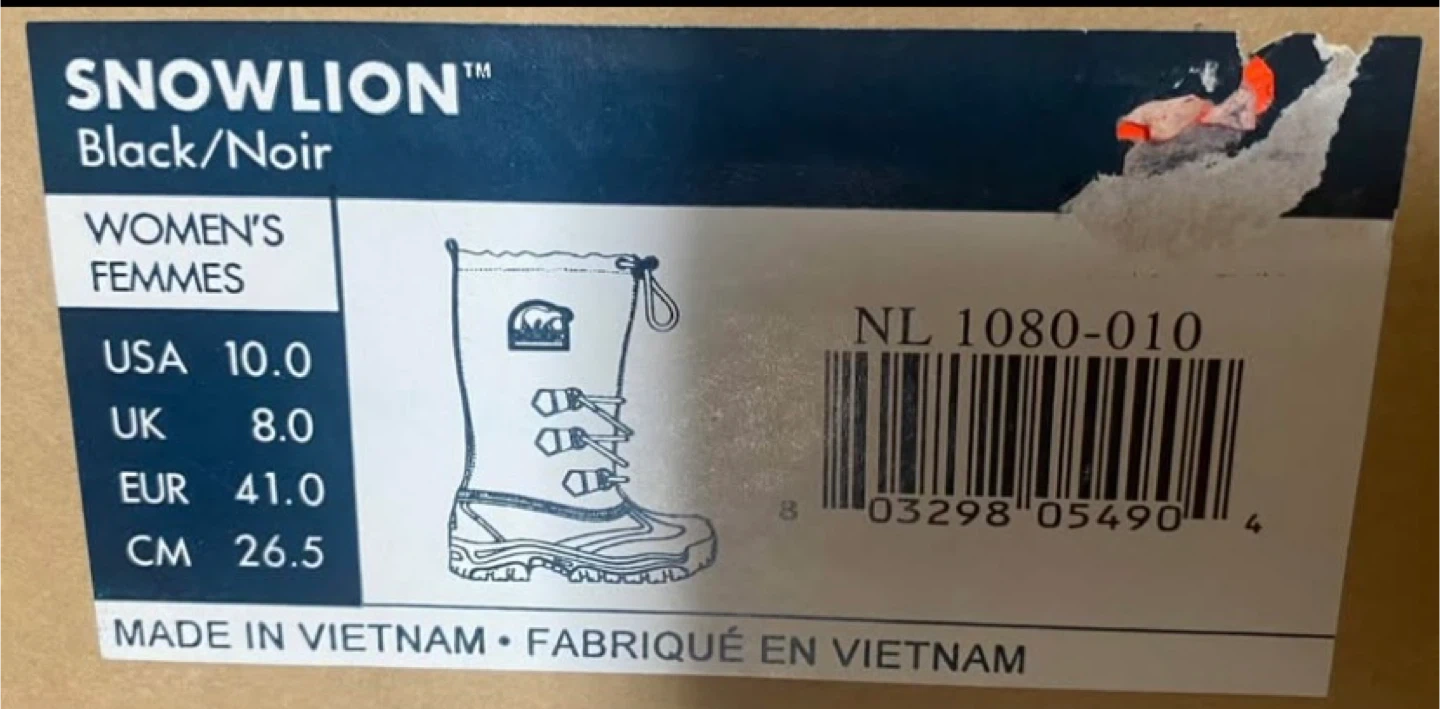 SNOWLION™
Black/Noir
WOMEN'S
FEMMES
USA 10.0
UK 8.0
EUR 41.0
CM 26.5
NL 1080-010
8 03298 05490 4
MADE IN VIETNAM • FABRIQUÉ EN VIETNAM